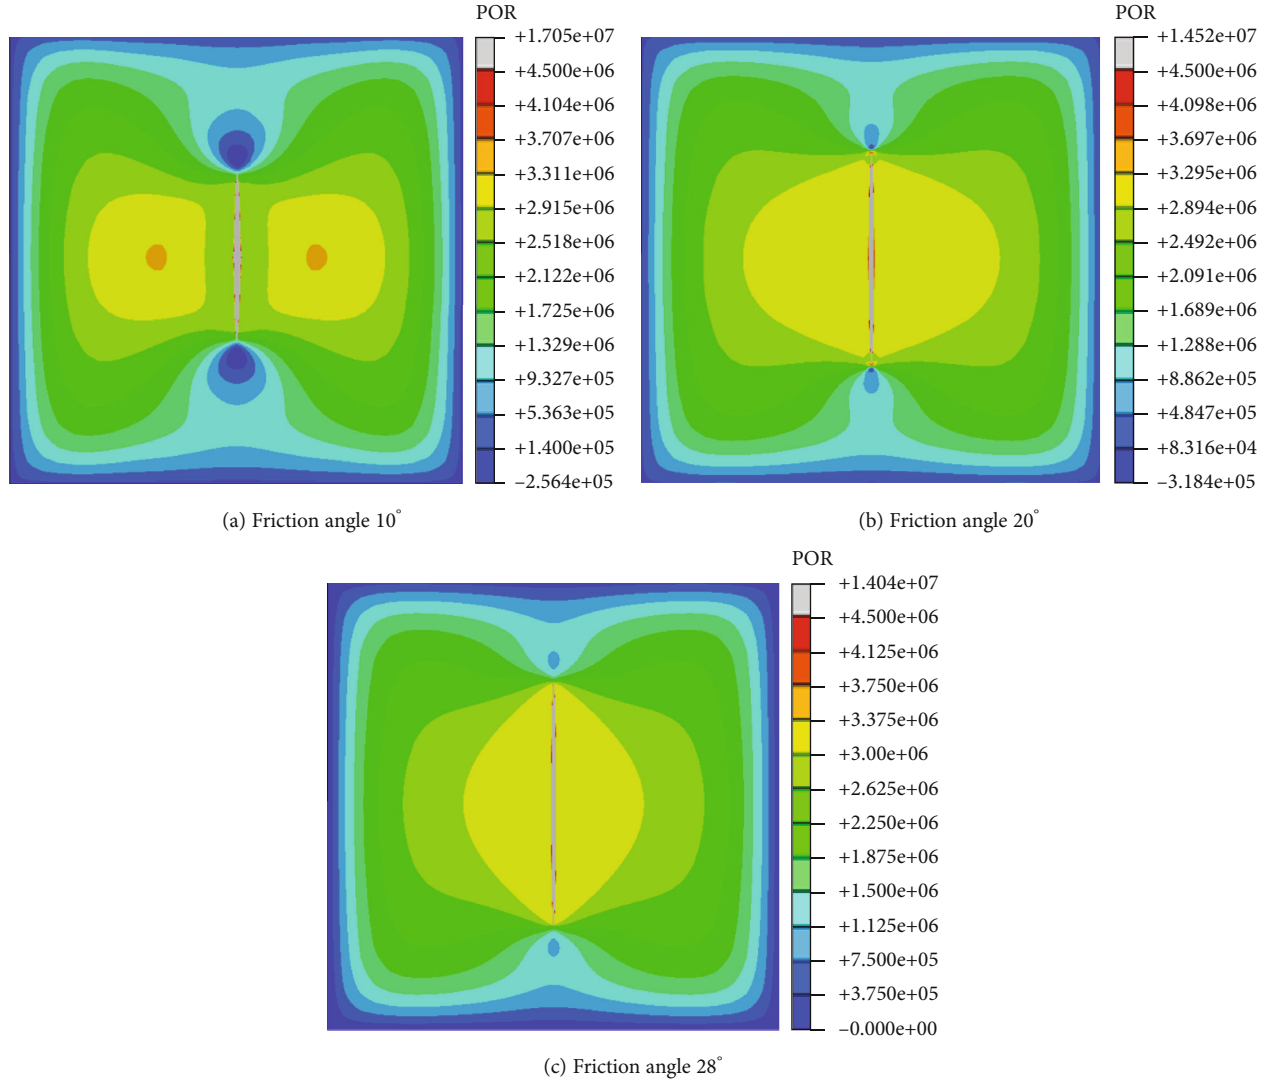 POR
+1.705e+07
+4.500e+06
+4.104e+06
+3.707e+06
+3.311e+06
+2.915e+06
+2.518e+06
+2.122e+06
+1.725e+06
+1.329e+06
+9.327e+05
+5.363e+05
+1.400e+05
−2.564e+05
(a) Friction angle 10°
POR
+1.452e+07
+4.500e+06
+4.098e+06
+3.697e+06
+3.295e+06
+2.894e+06
+2.492e+06
+2.091e+06
+1.689e+06
+1.288e+06
+8.862e+05
+4.847e+05
+8.316e+04
−3.184e+05
(b) Friction angle 20°
POR
+1.404e+07
+4.500e+06
+4.125e+06
+3.750e+06
+3.375e+06
+3.00e+06
+2.625e+06
+2.250e+06
+1.875e+06
+1.500e+06
+1.125e+06
+7.500e+05
+3.750e+05
−0.000e+00
(c) Friction angle 28°